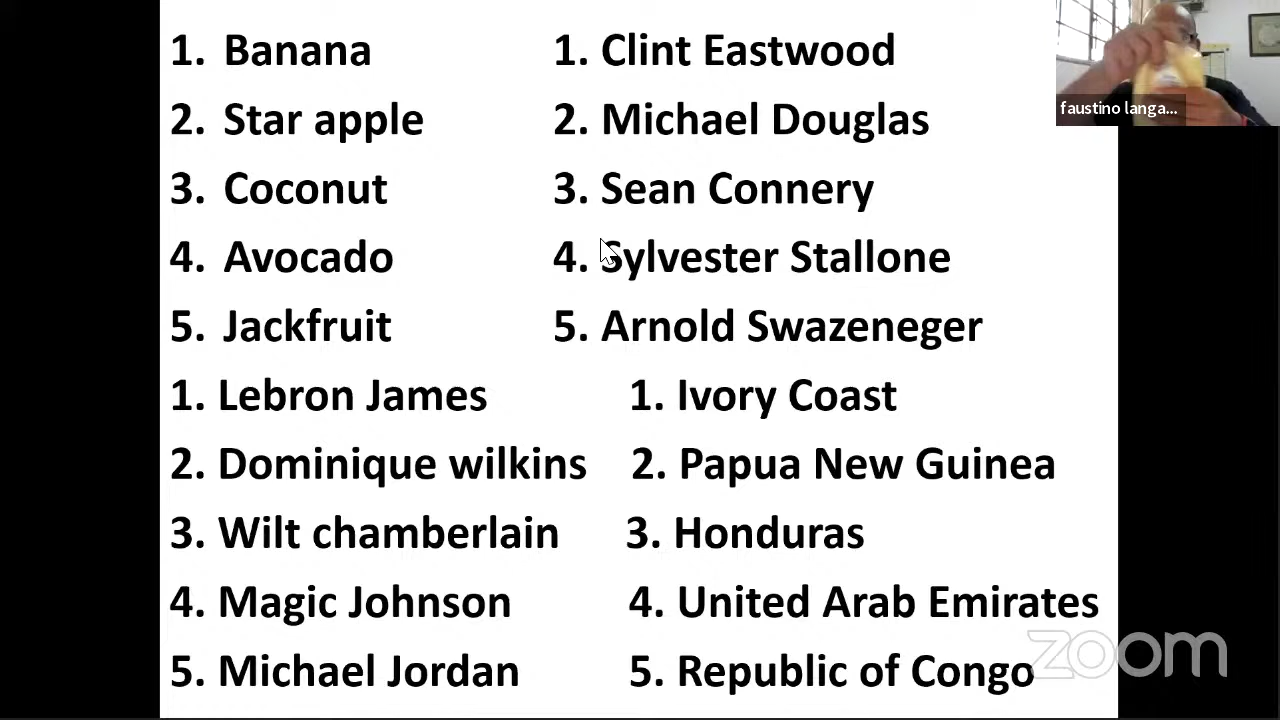 1. Banana
2. Star apple
3. Coconut
4. Avocado
5. Jackfruit
1. Clint Eastwood
2. Michael Douglas
3. Sean Connery
4. Sylvester Stallone
5. Arnold Swazeneger
1. Lebron James
2. Dominique wilkins
3. Wilt chamberlain
4. Magic Johnson
5. Michael Jordan
1. Ivory Coast
2. Papua New Guinea
3. Honduras
4. United Arab Emirates
5. Republic of Congo
faustino langa...
zoom